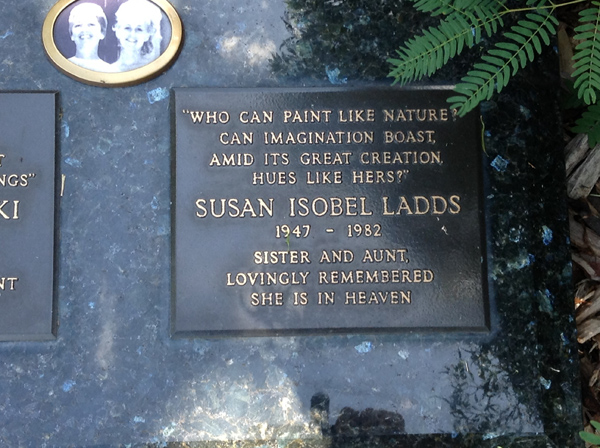 "WHO CAN PAINT LIKE NATURE?
CAN IMAGINATION BOAST,
AMID ITS GREAT CREATION,
HUES LIKE HERS?"
SUSAN ISOBEL LADDS
1947 - 1982
SISTER AND AUNT,
LOVINGLY REMEMBERED
SHE IS IN HEAVEN